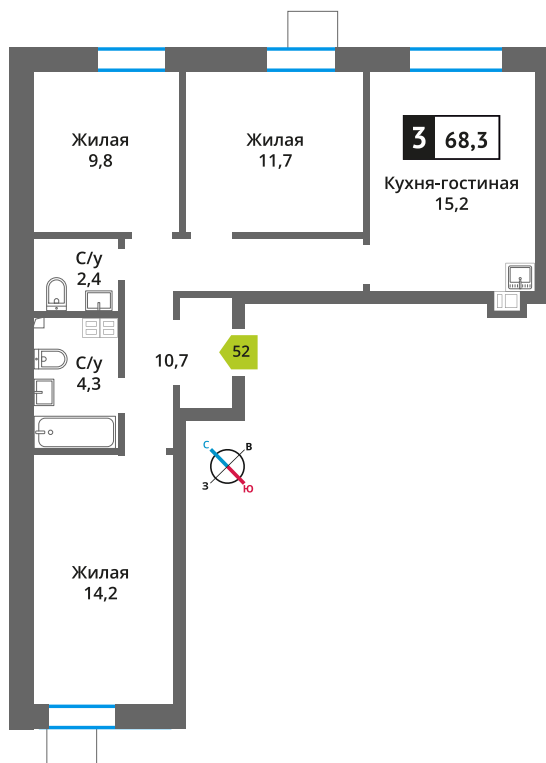 Жилая
9,8
Жилая
11,7
3 68,3
Кухня-гостиная
15,2
С/у
2,4
С/у
4,3
10,7
52
С
В
З
Ю
Жилая
14,2